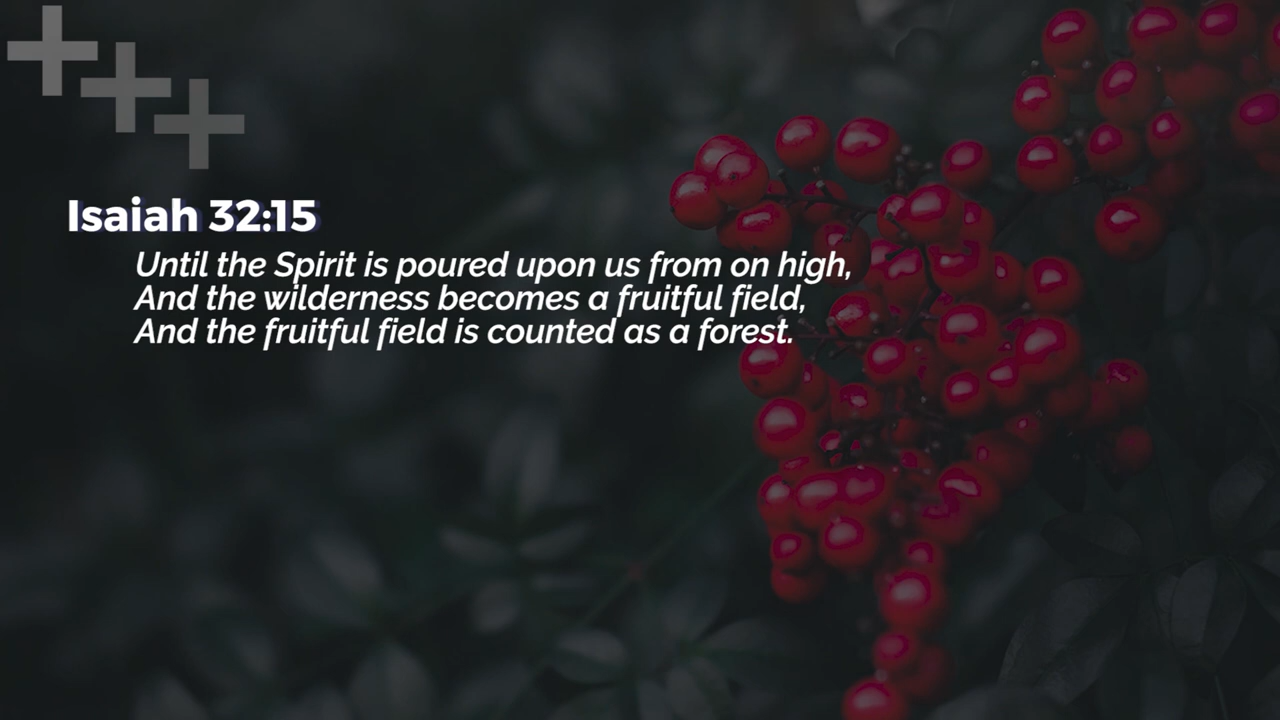 Isaiah 32:15
Until the Spirit is poured upon us from on high,
And the wilderness becomes a fruitful field,
And the fruitful field is counted as a forest.